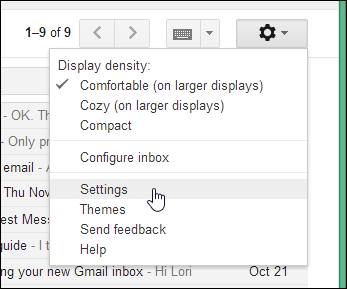 1–9 of 9
Display density:
Comfortable (on larger displays)
Cozy (on larger displays)
Compact
- OK. Th
- Only pr
Configure inbox
email - A
Settings
Thu Nov
Themes
est Mess
Send feedback
guide - I t
Help
ng your new Gmail inbox - Hi Lori Oct 21